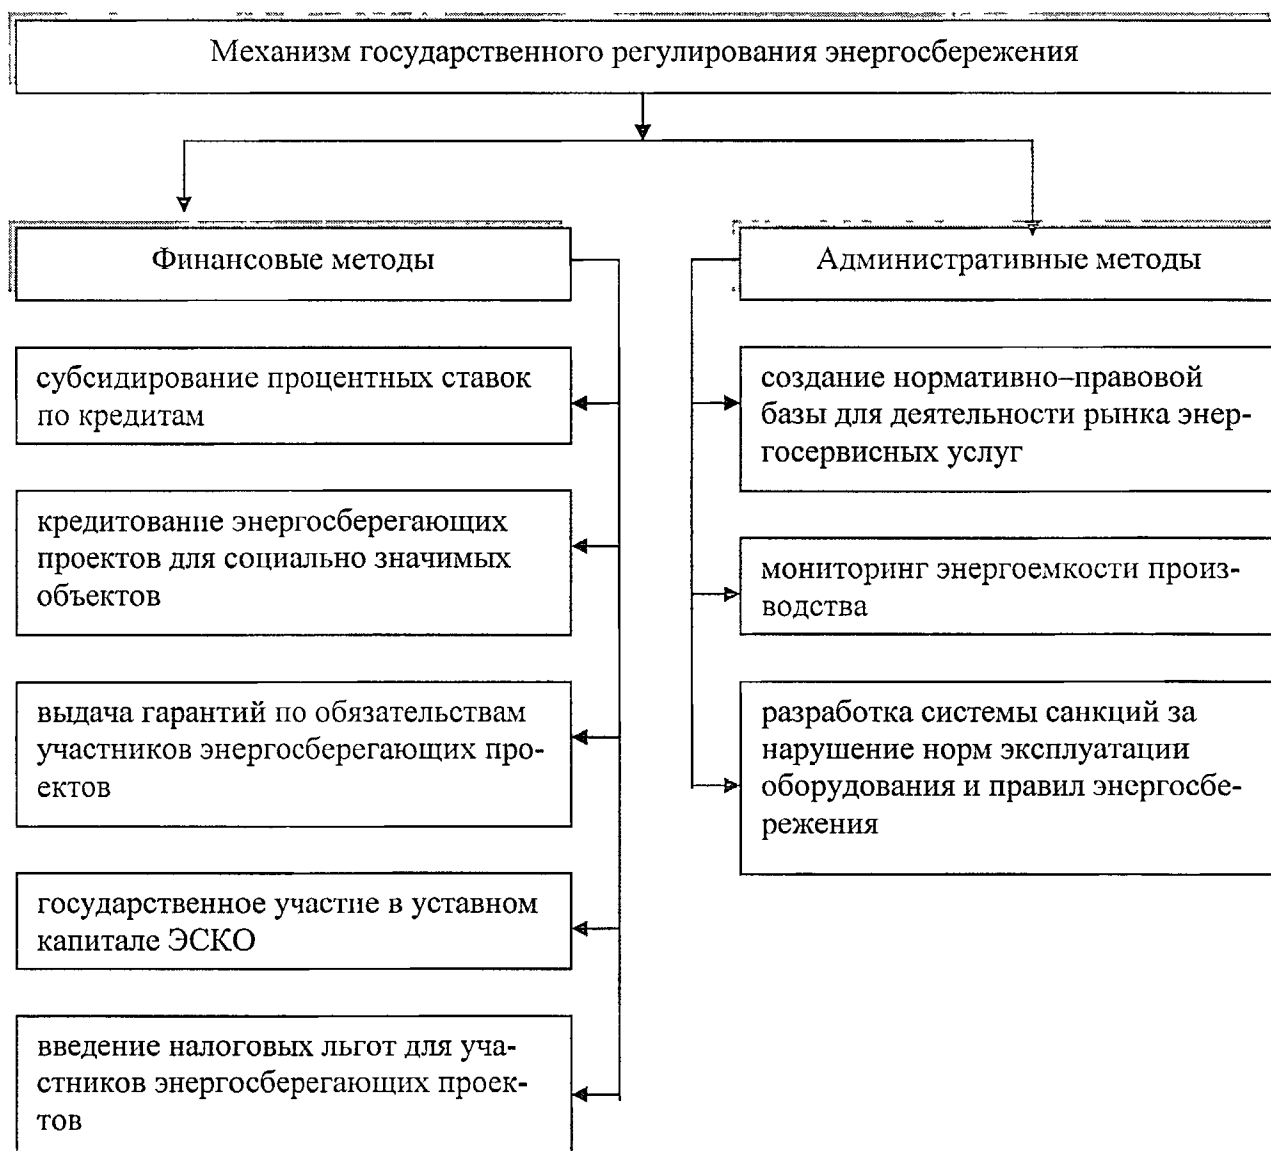 Механизм государственного регулирования энергосбережения
Финансовые методы
субсидирование процентных ставок
по кредитам
кредитование энергосберегающих
проектов для социально значимых
объектов
выдача гарантий по обязательствам
участников энергосберегающих про-
ектов
государственное участие в уставном
капитале ЭСКО
введение налоговых льгот для уча-
стников энергосберегающих проек-
тов
Административные методы
создание нормативно–правовой
базы для деятельности рынка энер-
госервисных услуг
мониторинг энергоемкости произ-
водства
разработка системы санкций за
нарушение норм эксплуатации
оборудования и правил энергосбе-
режения